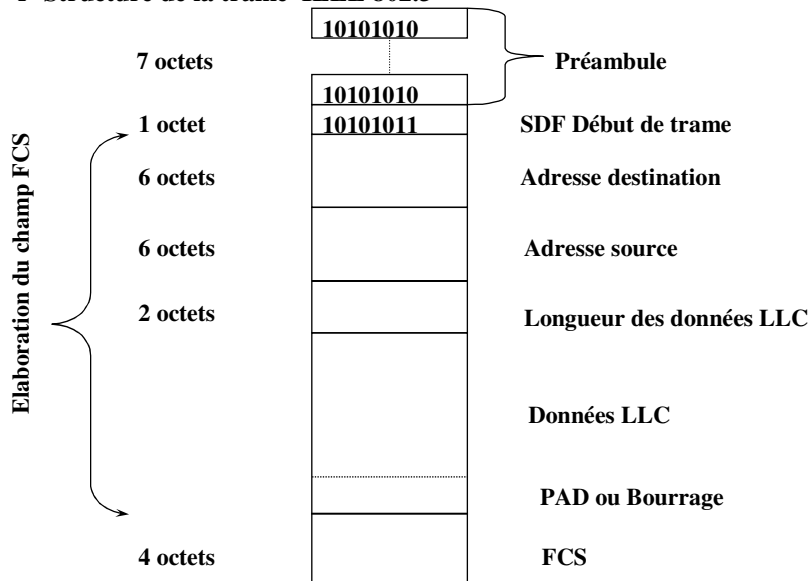 10101010
7 octets Préambule
10101010
1 octet 10101011 SDF Début de trame
6 octets Adresse destination
Elaboration du champ FCS
6 octets Adresse source
2 octets Longueur des données LLC
Données LLC
PAD ou Bourrage
4 octets FCS